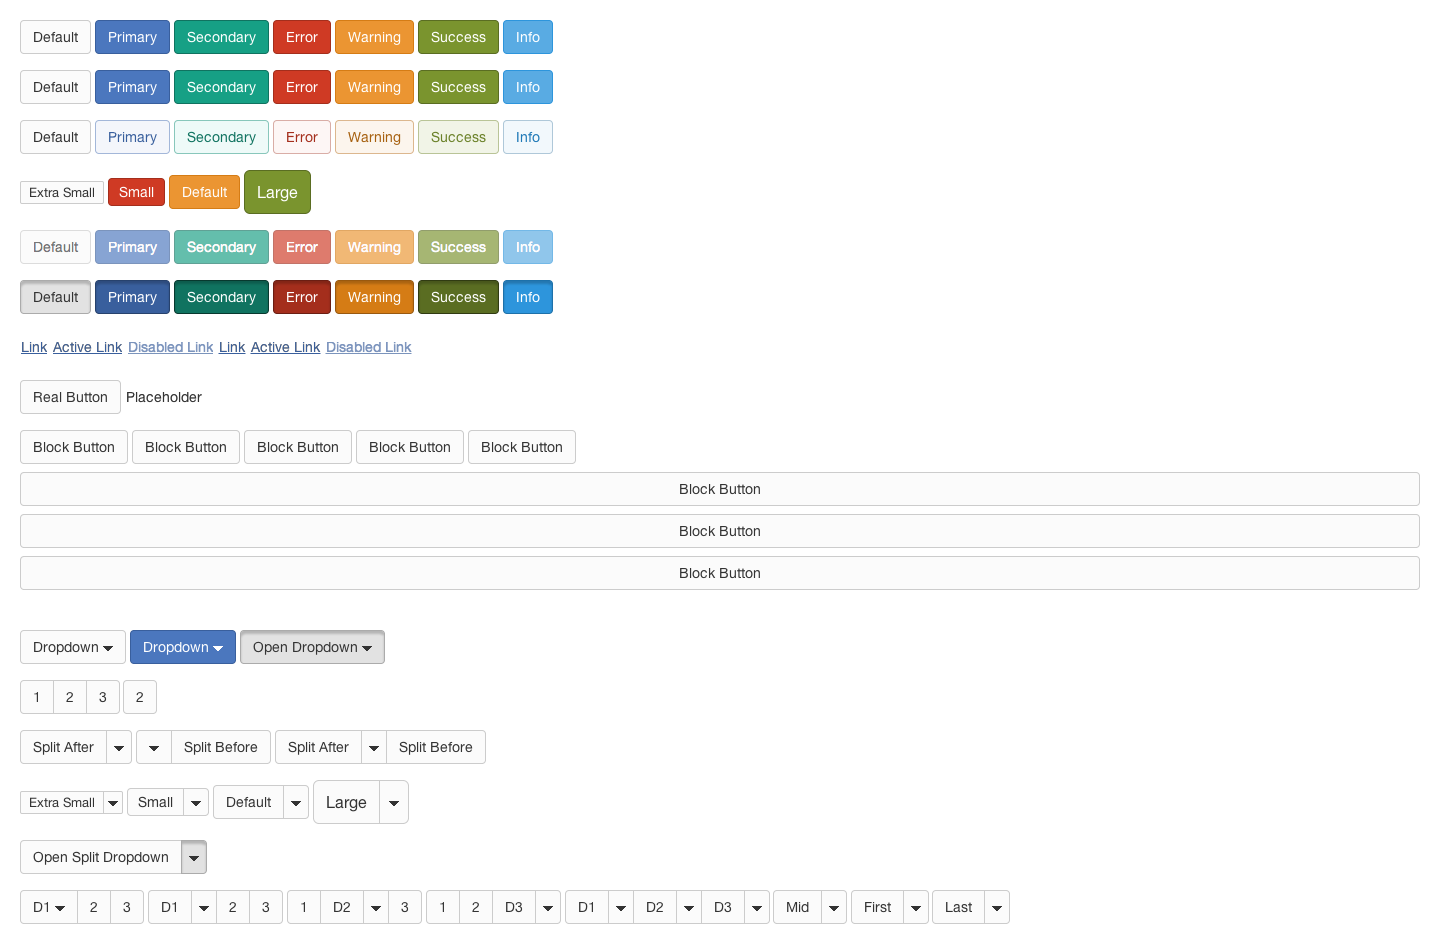 Default Primary Secondary Error Warning Success Info
Default Primary Secondary Error Warning Success Info
Default Primary Secondary Error Warning Success Info
Extra Small Small Default Large
Default Primary Secondary Error Warning Success Info
Default Primary Secondary Error Warning Success Info
Link Active Link Disabled Link Link Active Link Disabled Link
Real Button Placeholder
Block Button Block Button Block Button Block Button Block Button
Block Button
Block Button
Block Button
Dropdown Dropdown Open Dropdown
1 2 3 2
Split After Split Before Split After Split Before
Extra Small Small Default Large
Open Split Dropdown
D1 2 3 D1 2 3 1 D2 3 1 2 D3 D1 D2 D3 Mid First Last